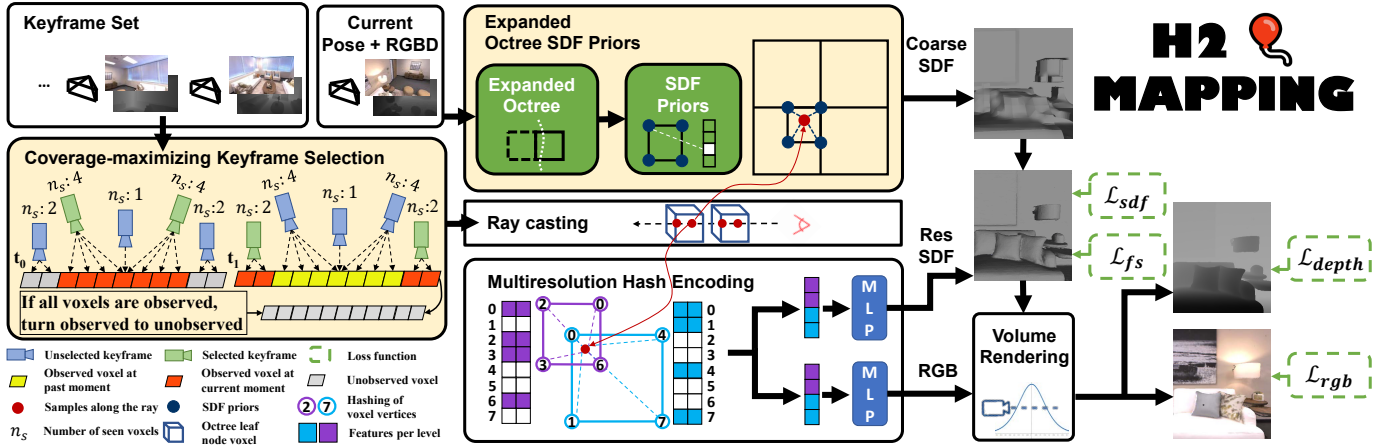 Keyframe Set
...
Current
Pose + RGBD
Expanded
Octree SDF Priors
Expanded
Octree
SDF
Priors
Coarse
SDF
H2
MAPPING
Coverage-maximizing Keyframe Selection
n_s: 2
n_s: 4
n_s: 1
n_s: 4
n_s:2
t_0
n_s: 2
n_s: 4
n_s: 1
n_s: 4
n_s:2
t_1
If all voxels are observed,
turn observed to unobserved
Ray casting
Multiresolution Hash Encoding
0
1
2
3
4
5
6
7
2
0
3
6
0
4
1
7
0
1
2
3
4
5
6
7
MLP
MLP
Res
SDF
RGB
Volume
Rendering
ℒ_sdf
ℒ_fs
ℒ_depth
ℒ_rgb
Unselected keyframe
Selected keyframe
Loss function
Observed voxel at
past moment
Observed voxel at
current moment
Unobserved voxel
Samples along the ray
SDF priors
2 7
Hashing of
voxel vertices
n_s
Number of seen voxels
Octree leaf
node voxel
Features per level